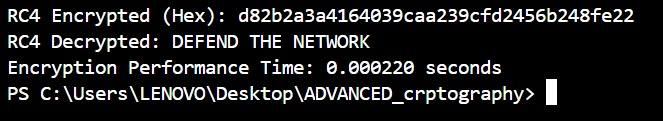 RC4 Encrypted (Hex): d82b2a3a4164039caa239cfd2456b248fe22
RC4 Decrypted: DEFEND THE NETWORK
Encryption Performance Time: 0.000220 seconds
PS C:\Users\LENOVO\Desktop\ADVANCED_crptography>